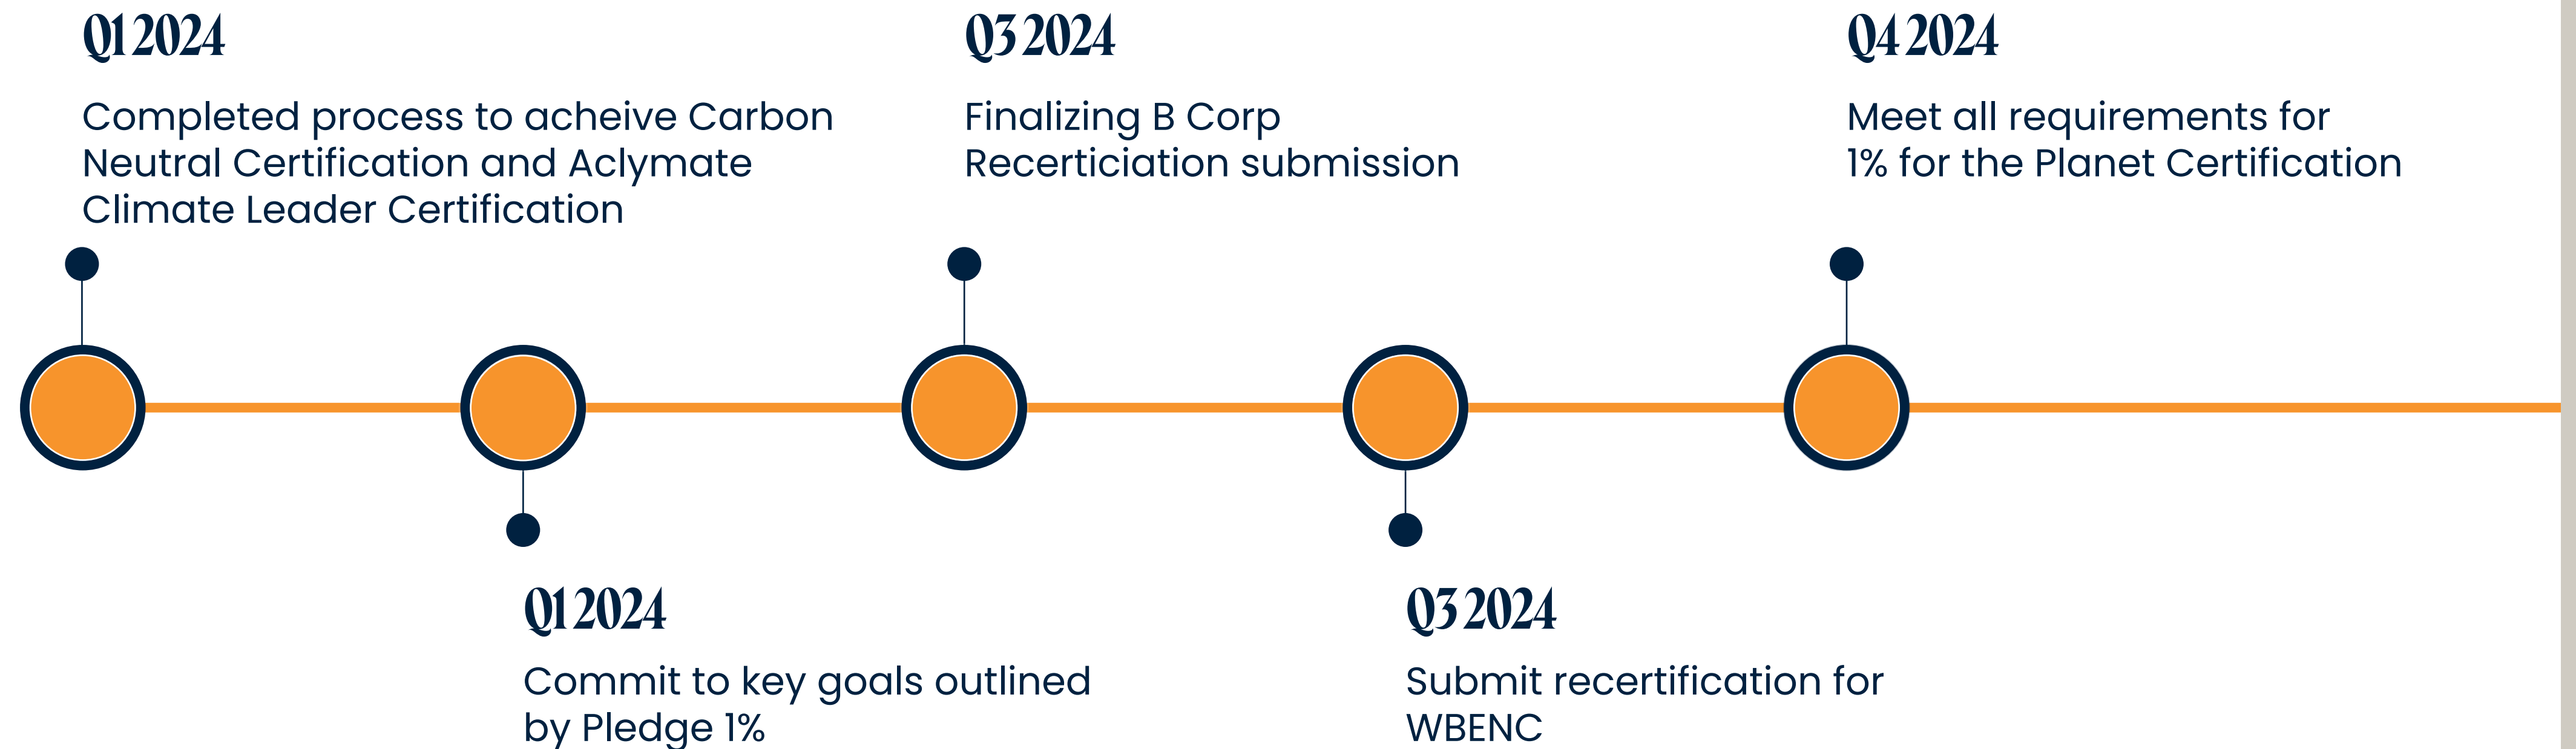 Q1 2024
Completed process to acheive Carbon
Neutral Certification and Aclymate
Climate Leader Certification
Q3 2024
Finalizing B Corp
Recerticiation submission
Q4 2024
Meet all requirements for
1% for the Planet Certification
Q1 2024
Commit to key goals outlined
by Pledge 1%
Q3 2024
Submit recertification for
WBENC